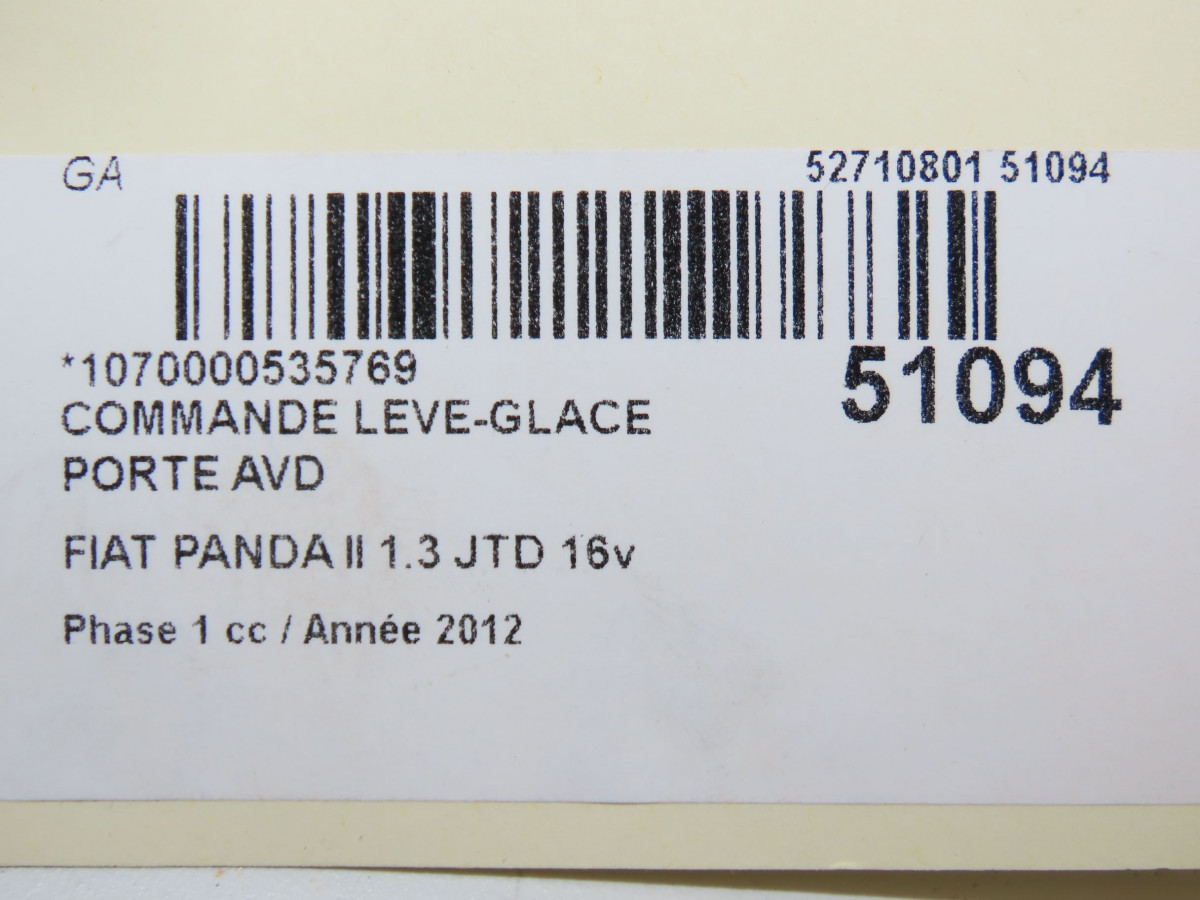 GA
52710801 51094
*1070000535769
51094
COMMANDE LEVE-GLACE
PORTE AVD
FIAT PANDA II 1.3 JTD 16v
Phase 1 cc / Année 2012